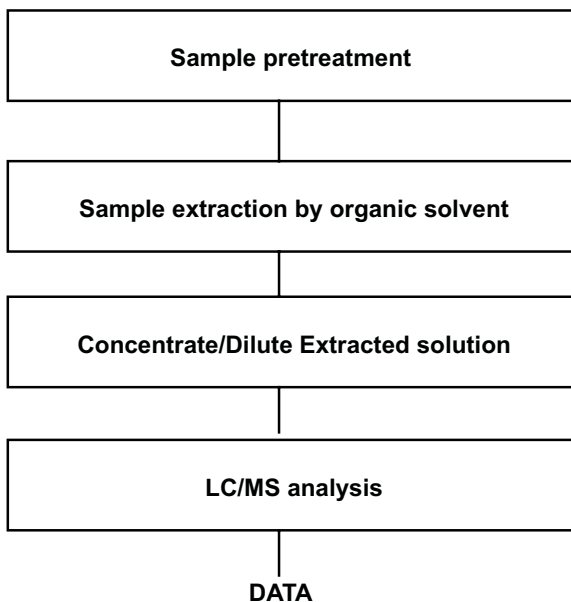 Sample pretreatment
Sample extraction by organic solvent
Concentrate/Dilute Extracted solution
LC/MS analysis
DATA